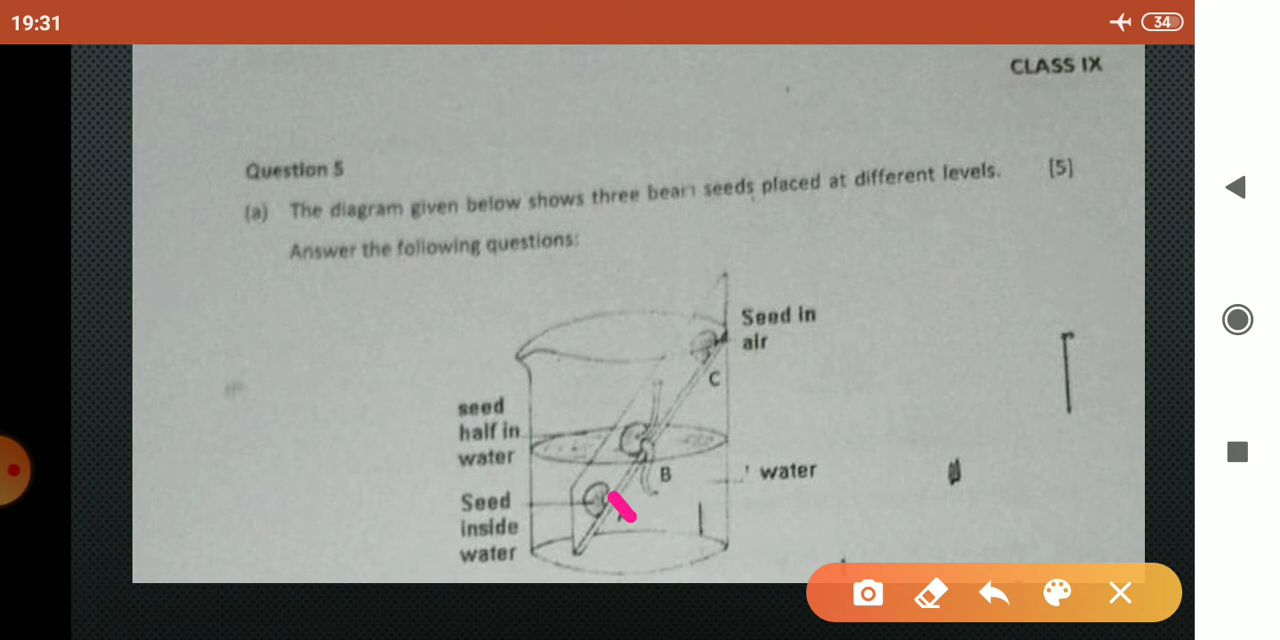 19:31
34
CLASS IX
Question 5
(a) The diagram given below shows three bean seeds placed at different levels. [5]
Answer the following questions:
Seed in
air
C
seed
half in
water
B
water
Seed
inside
water